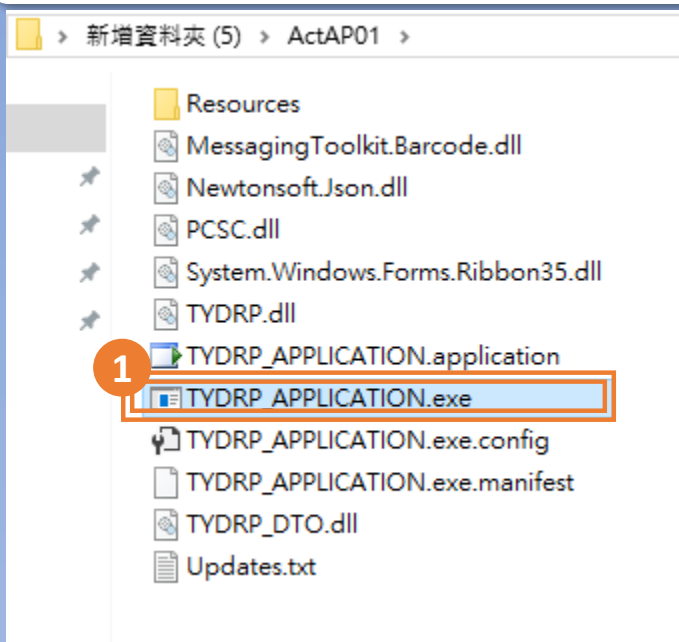 新增資料夾 (5) > ActAP01 >
Resources
MessagingToolkit.Barcode.dll
Newtonsoft.Json.dll
PCSC.dll
System.Windows.Forms.Ribbon35.dll
TYDRP.dll
TYDRP_APPLICATION.application
1 TYDRP_APPLICATION.exe
TYDRP_APPLICATION.exe.config
TYDRP_APPLICATION.exe.manifest
TYDRP_DTO.dll
Updates.txt